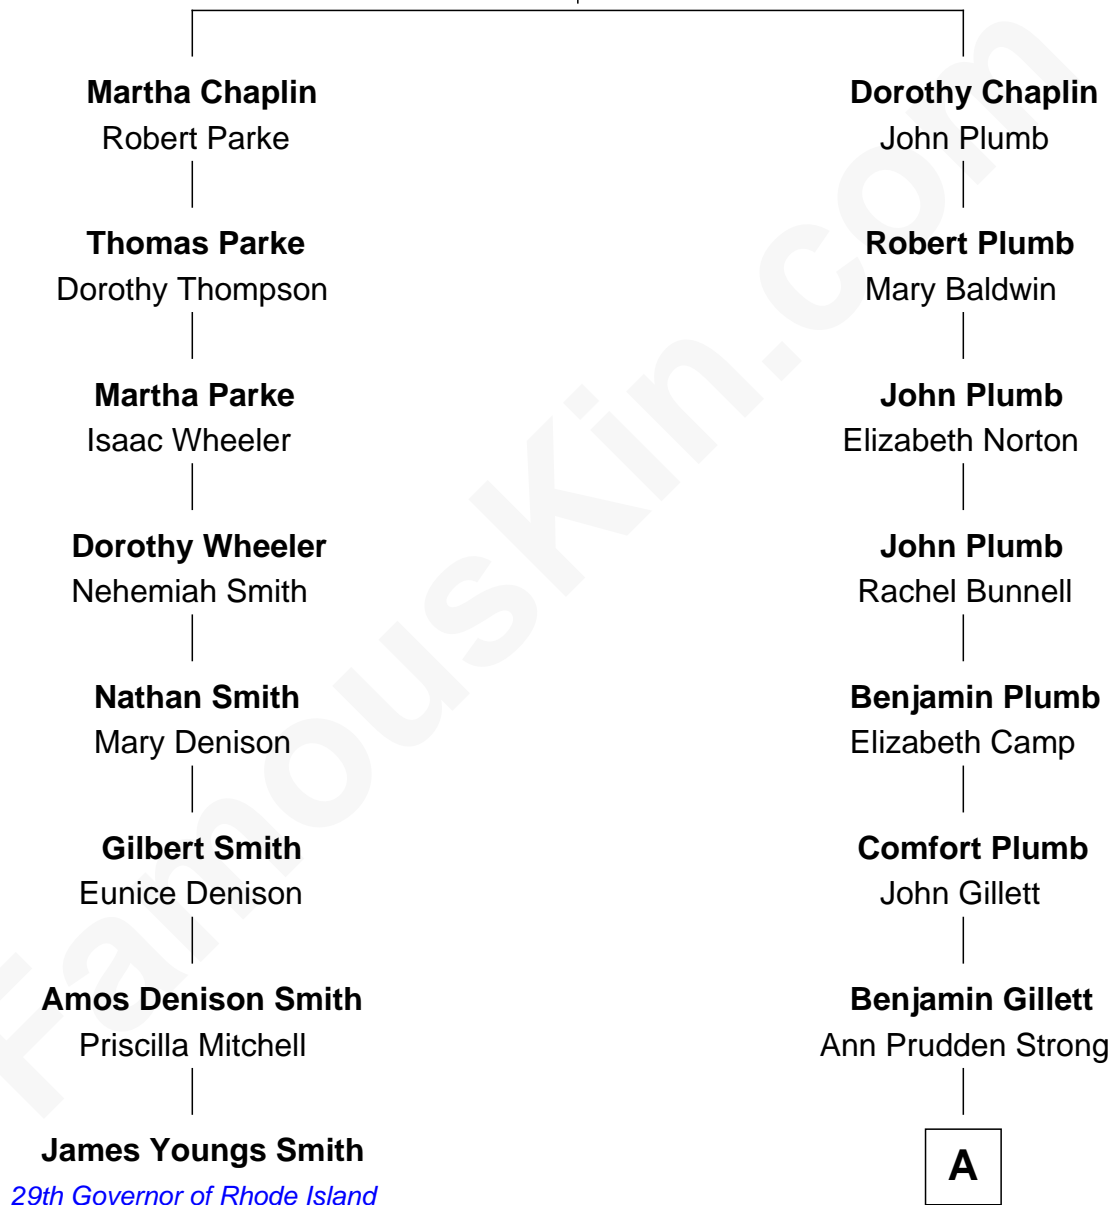 Martha Chaplin
Robert Parke
Thomas Parke
Dorothy Thompson
Martha Parke
Isaac Wheeler
Dorothy Wheeler
Nehemiah Smith
Nathan Smith
Mary Denison
Gilbert Smith
Eunice Denison
Amos Denison Smith
Priscilla Mitchell
James Youngs Smith
29th Governor of Rhode Island
Dorothy Chaplin
John Plumb
Robert Plumb
Mary Baldwin
John Plumb
Elizabeth Norton
John Plumb
Rachel Bunnell
Benjamin Plumb
Elizabeth Camp
Comfort Plumb
John Gillett
Benjamin Gillett
Ann Prudden Strong
A
FamousKin.com